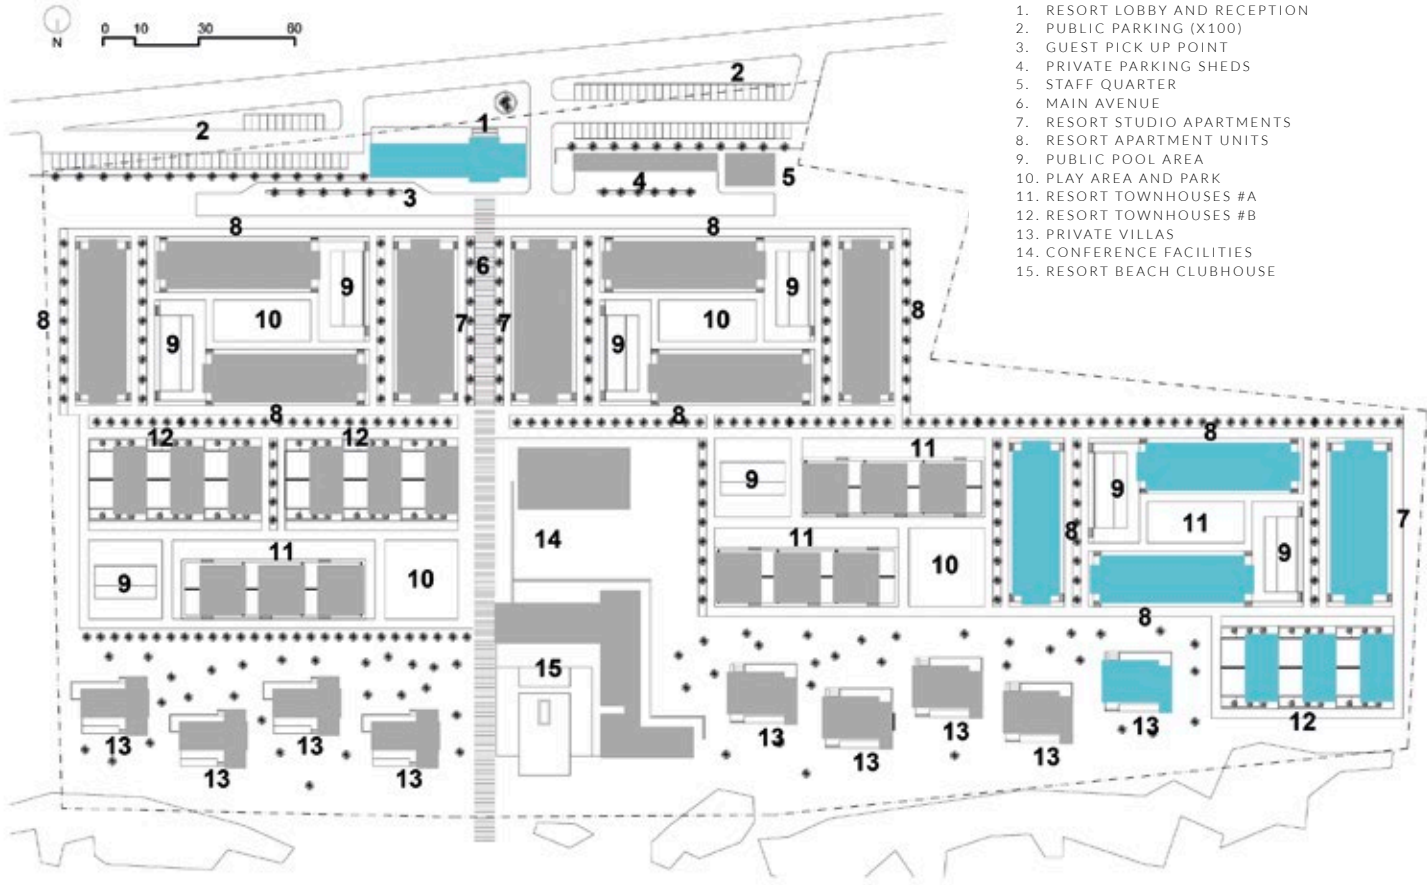 1. RESORT LOBBY AND RECEPTION
2. PUBLIC PARKING (X100)
3. GUEST PICK UP POINT
4. PRIVATE PARKING SHEDS
5. STAFF QUARTER
6. MAIN AVENUE
7. RESORT STUDIO APARTMENTS
8. RESORT APARTMENT UNITS
9. PUBLIC POOL AREA
10. PLAY AREA AND PARK
11. RESORT TOWNHOUSES #A
12. RESORT TOWNHOUSES #B
13. PRIVATE VILLAS
14. CONFERENCE FACILITIES
15. RESORT BEACH CLUBHOUSE
N
0 10 30 60
2
2
1
3
4
5
8
8
6
9
9
8
10
7
7
10
8
9
9
8
8
12
12
8
11
9
9
7
14
11
8
11
9
11
9
10
10
8
15
13
13
13
13
13
13
13
13
13
12